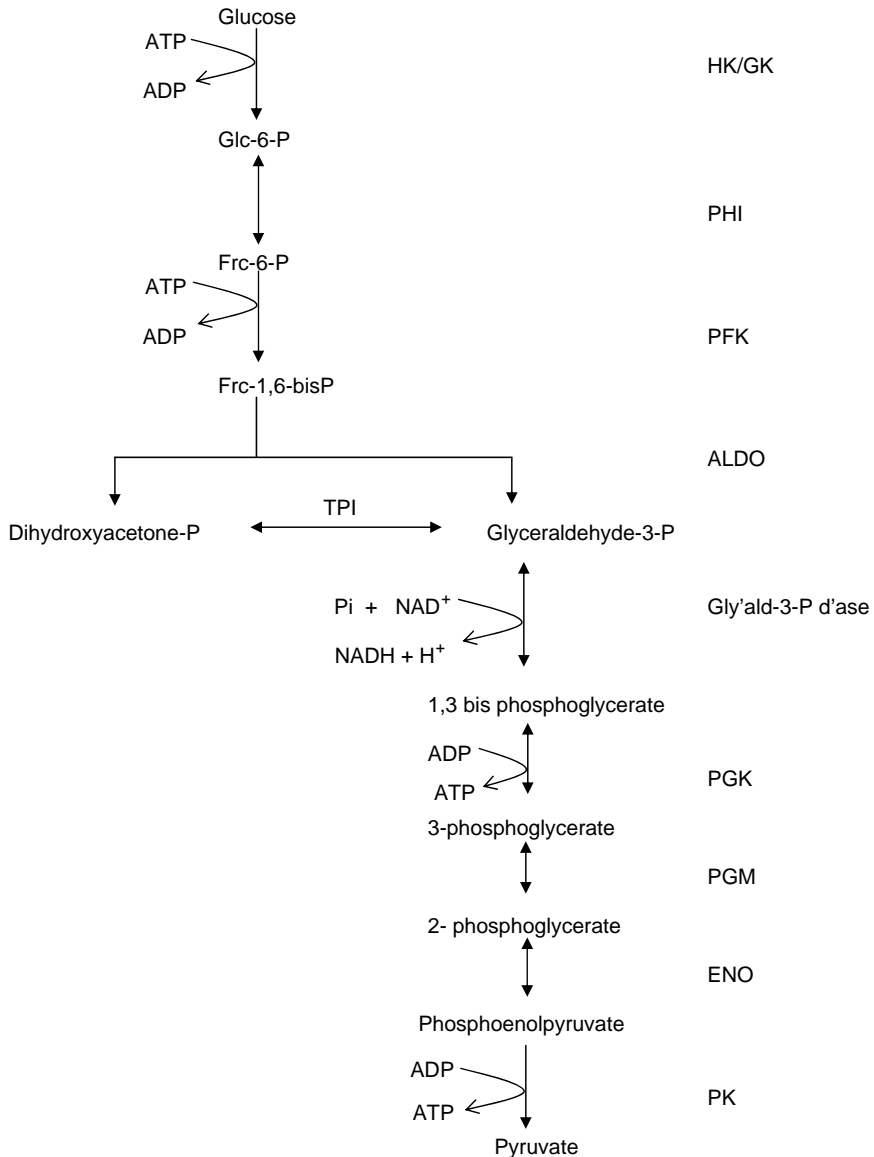 Glucose
ATP
HK/GK
ADP
Glc-6-P
PHI
Frc-6-P
ATP
ADP
PFK
Frc-1,6-bisP
ALDO
TPI
Dihydroxyacetone-P
Glyceraldehyde-3-P
Pi + NAD⁺
Gly’ald-3-P d’ase
NADH + H⁺
1,3 bis phosphoglycerate
ADP
PGK
ATP
3-phosphoglycerate
PGM
2- phosphoglycerate
ENO
Phosphoenolpyruvate
ADP
PK
ATP
Pyruvate